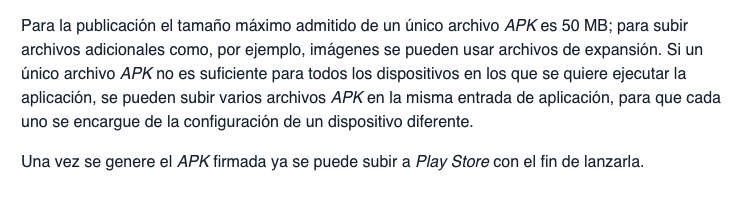 Para la publicación el tamaño máximo admitido de un único archivo APK es 50 MB; para subir
archivos adicionales como, por ejemplo, imágenes se pueden usar archivos de expansión. Si un
único archivo APK no es suficiente para todos los dispositivos en los que se quiere ejecutar la
aplicación, se pueden subir varios archivos APK en la misma entrada de aplicación, para que cada
uno se encargue de la configuración de un dispositivo diferente.
Una vez se genere el APK firmada ya se puede subir a Play Store con el fin de lanzarla.